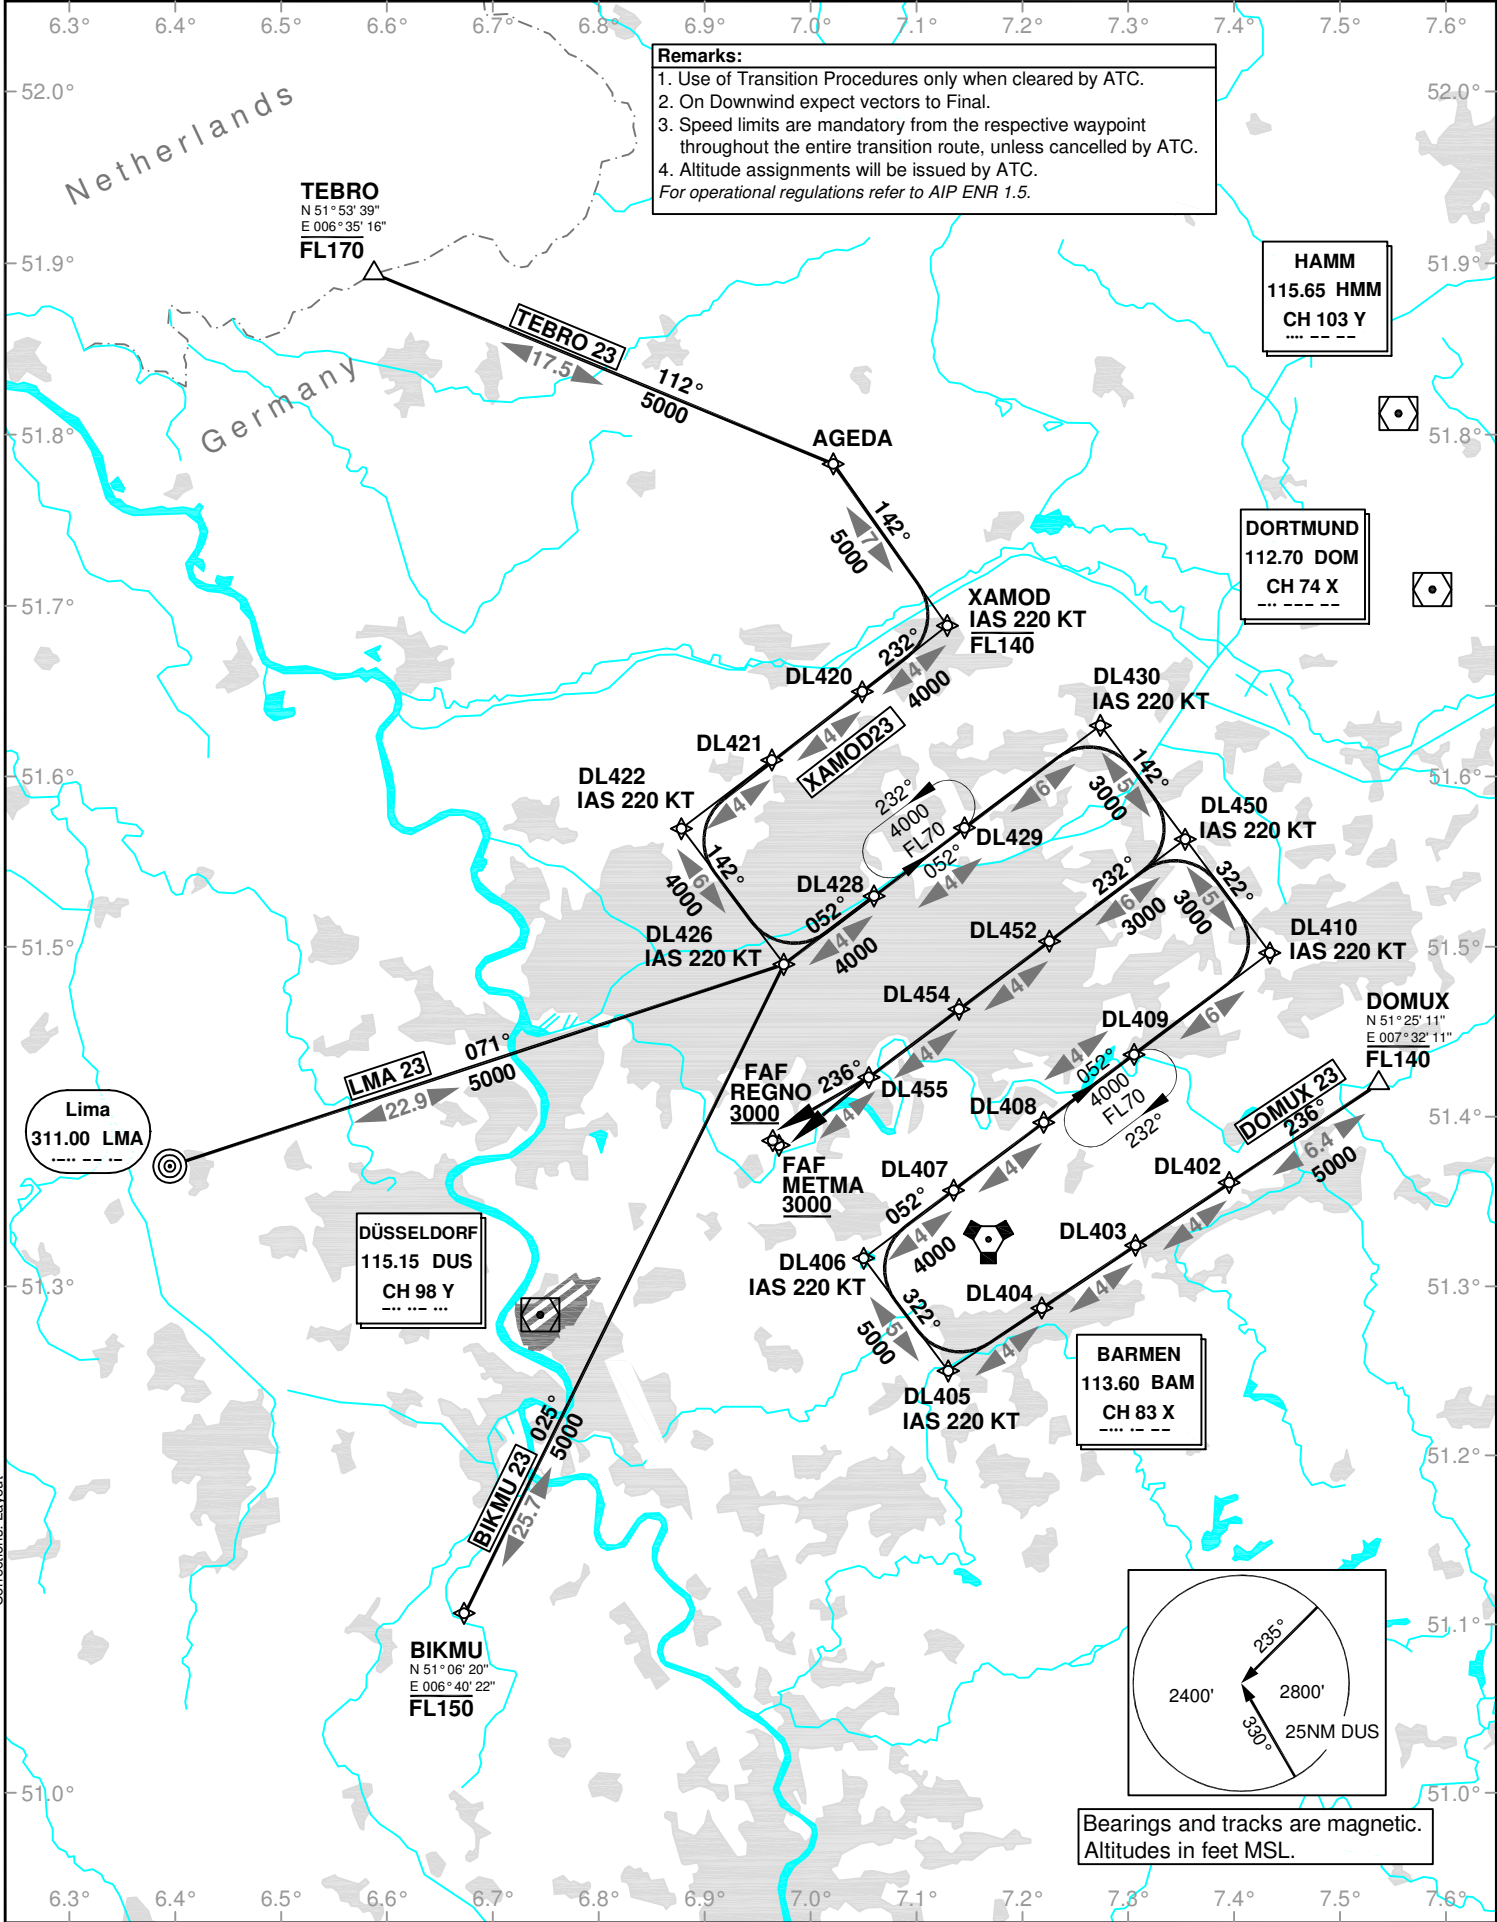 6.3° 6.4° 6.5° 6.6° 6.7° 6.8° 6.9° 7.0° 7.1° 7.2° 7.3° 7.4° 7.5° 7.6°
Remarks:
1. Use of Transition Procedures only when cleared by ATC.
2. On Downwind expect vectors to Final.
3. Speed limits are mandatory from the respective waypoint
throughout the entire transition route, unless cancelled by ATC.
4. Altitude assignments will be issued by ATC.
For operational regulations refer to AIP ENR 1.5.
52.0° 52.0°
Netherlands
TEBRO
N 51° 53' 39"
E 006° 35' 16"
FL170
51.9° 51.9°
HAMM
115.65 HMM
CH 103 Y
···· –– ––
TEBRO 23
17.5
112°
5000
Germany
51.8° 51.8°
AGEDA
142°
7
5000
DORTMUND
112.70 DOM
CH 74 X
–·· ––– ––
51.7°
XAMOD
IAS 220 KT
FL140
232°
4
4000
DL420
4
XAMOD23
DL421
4
DL430
IAS 220 KT
142°
5
3000
51.6° 51.6°
DL422
IAS 220 KT
142°
6
4000
232°
4000
FL70
052°
6
DL429
DL450
IAS 220 KT
322°
5
3000
DL428
4
052°
4
4000
232°
6
3000
51.5° 51.5°
DL426
IAS 220 KT
DL452
4
DL410
IAS 220 KT
DL454
4
DL409
6
DOMUX
N 51° 25' 11"
E 007° 32' 11"
FL140
071°
LMA 23
5000
22.9
Lima
311.00 LMA
·–·· –– ·–
FAF
REGNO
3000
236°
DL455
4
4
052°
4000
FL70
232°
DOMUX 23
236°
6.4
5000
51.4°
DL408
4
FAF
METMA
3000
DL407
052°
4
4000
DL402
4
DL403
4
DÜSSELDORF
115.15 DUS
CH 98 Y
–·· ··– ···
DL406
IAS 220 KT
322°
5
5000
DL404
4
51.3° 51.3°
DL405
IAS 220 KT
BARMEN
113.60 BAM
CH 83 X
–··· ·– ––
025°
5000
BIKMU 23
25.7
51.2°
BIKMU
N 51° 06' 20"
E 006° 40' 22"
FL150
51.1°
235°
2400' 2800'
330°
25NM DUS
51.0° 51.0°
Bearings and tracks are magnetic.
Altitudes in feet MSL.
6.3° 6.4° 6.5° 6.6° 6.7° 6.8° 6.9° 7.0° 7.1° 7.2° 7.3° 7.4° 7.5° 7.6°